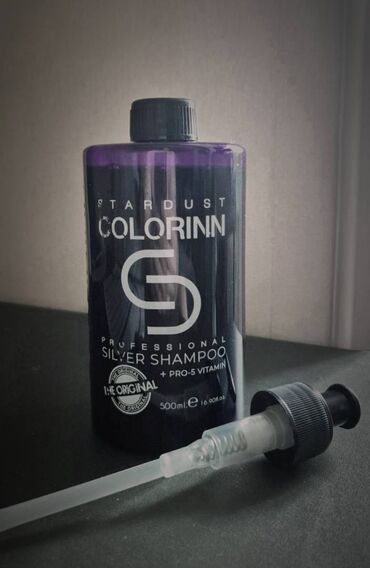 STARDUST
COLORINN
PROFESSIONAL
SILVER SHAMPOO
+ PRO-5 VITAMIN
THE ORIGINAL
500ml. ℮ 16.90fl.oz